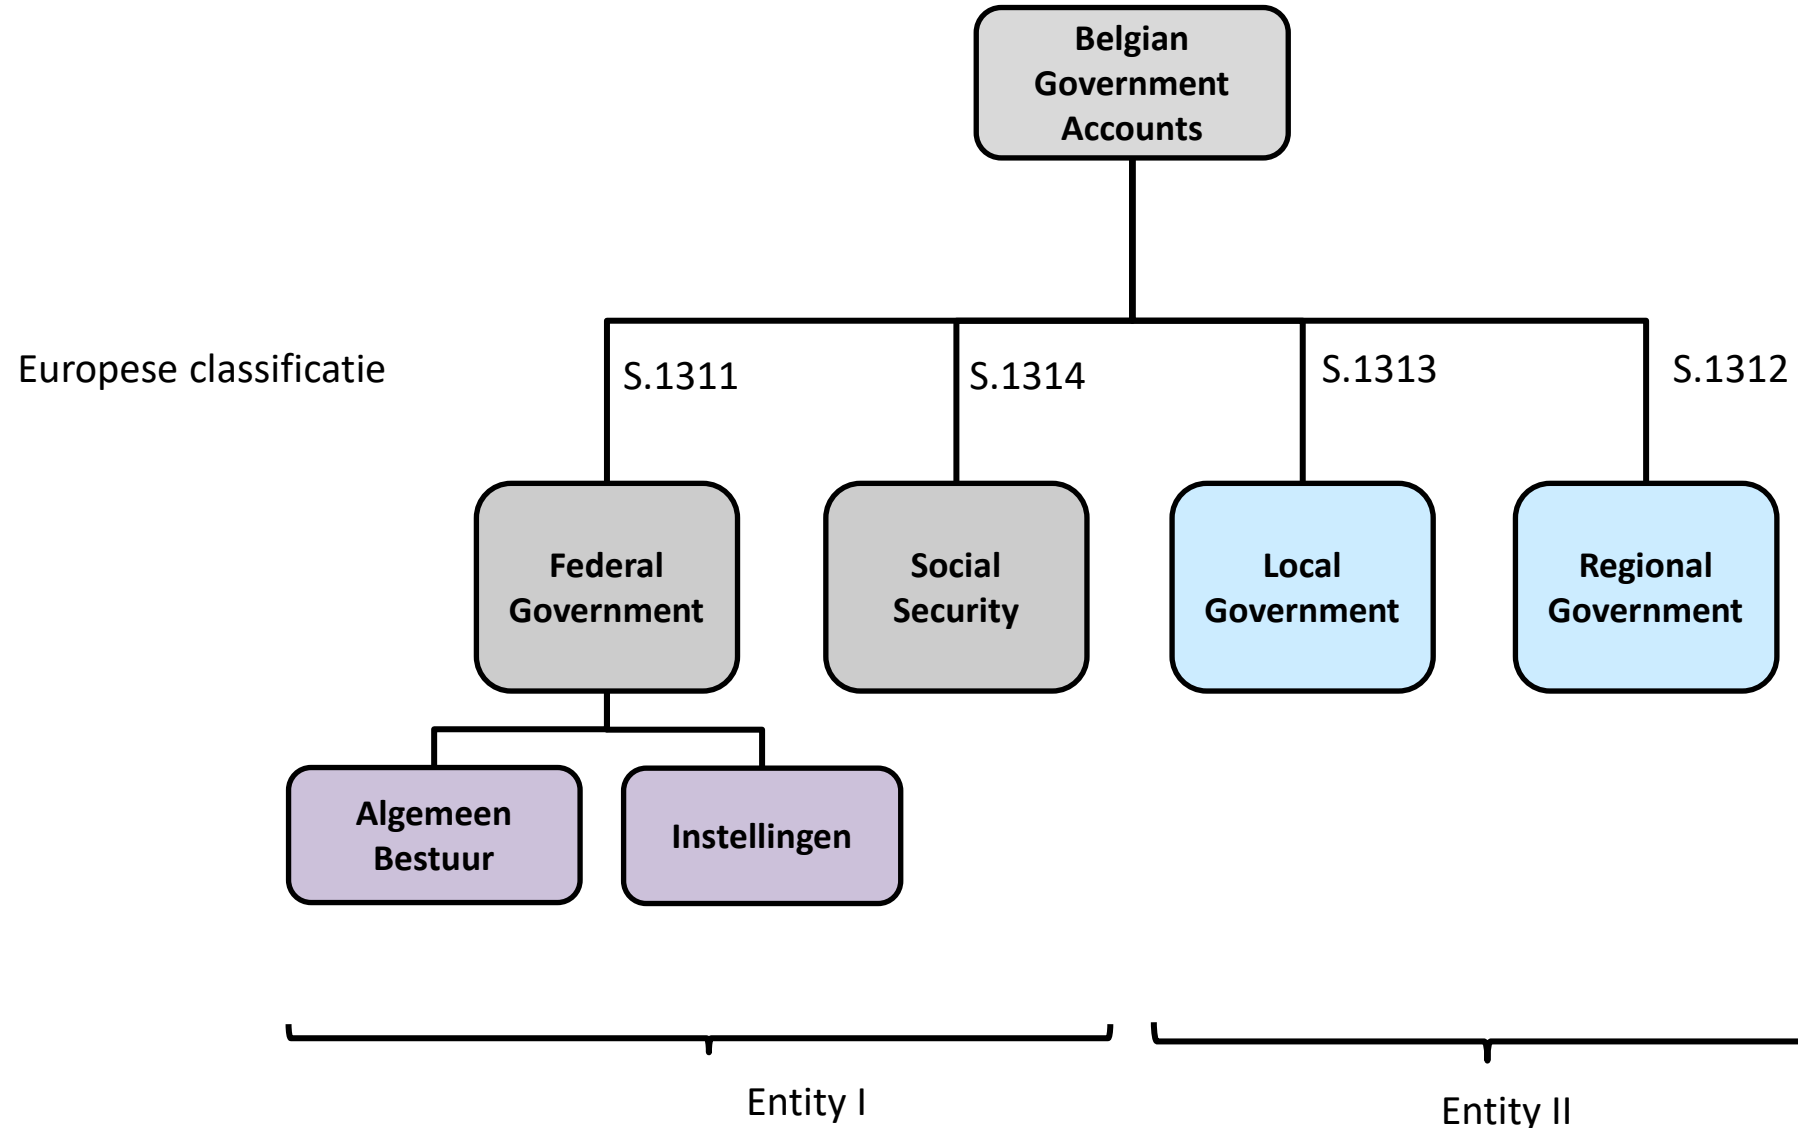 Belgian
Government
Accounts
Europese classificatie
S.1311
S.1314
S.1313
S.1312
Federal
Government
Social
Security
Local
Government
Regional
Government
Algemeen
Bestuur
Instellingen
Entity I
Entity II